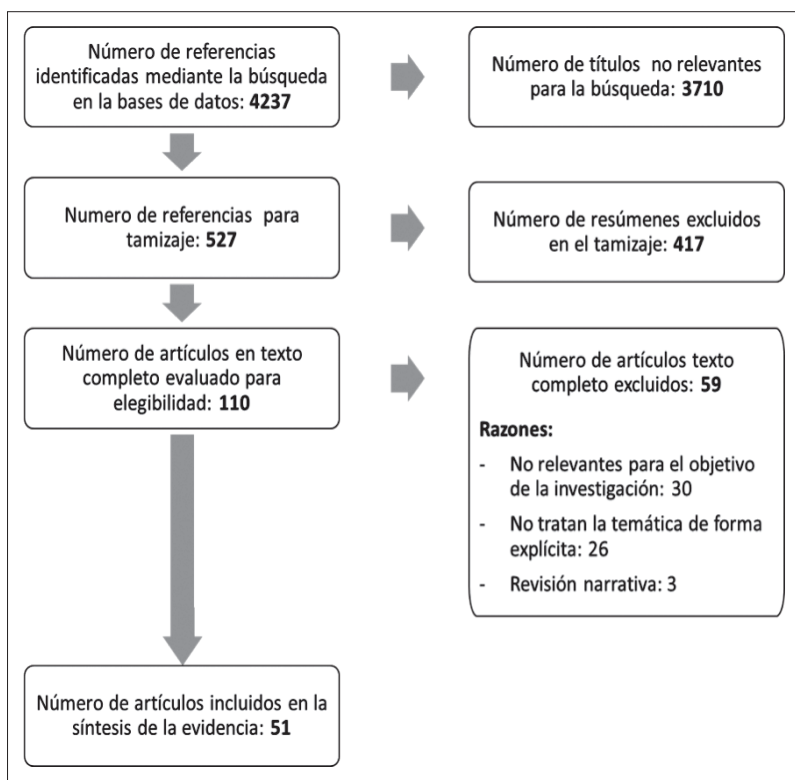 Número de referencias
identificadas mediante la búsqueda
en la bases de datos: 4237
Número de títulos no relevantes
para la búsqueda: 3710
Numero de referencias para
tamizaje: 527
Número de resúmenes excluidos
en el tamizaje: 417
Número de artículos en texto
completo evaluado para
elegibilidad: 110
Número de artículos texto
completo excluidos: 59
Razones:
- No relevantes para el objetivo
de la investigación: 30
- No tratan la temática de forma
explícita: 26
- Revisión narrativa: 3
Número de artículos incluidos en la
síntesis de la evidencia: 51